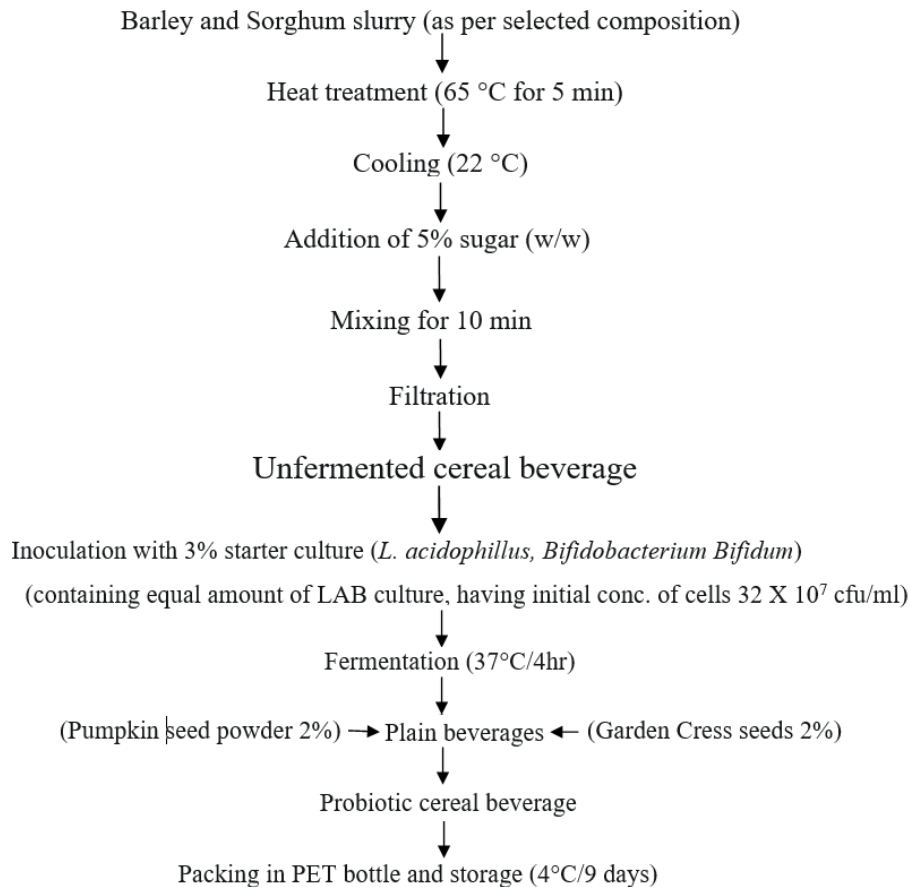 Barley and Sorghum slurry (as per selected composition)
Heat treatment (65 °C for 5 min)
Cooling (22 °C)
Addition of 5% sugar (w/w)
Mixing for 10 min
Filtration
Unfermented cereal beverage
Inoculation with 3% starter culture (L. acidophillus, Bifidobacterium Bifidum)
(containing equal amount of LAB culture, having initial conc. of cells 32 X 10⁷ cfu/ml)
Fermentation (37°C/4hr)
(Pumpkin seed powder 2%) Plain beverages (Garden Cress seeds 2%)
Probiotic cereal beverage
Packing in PET bottle and storage (4°C/9 days)